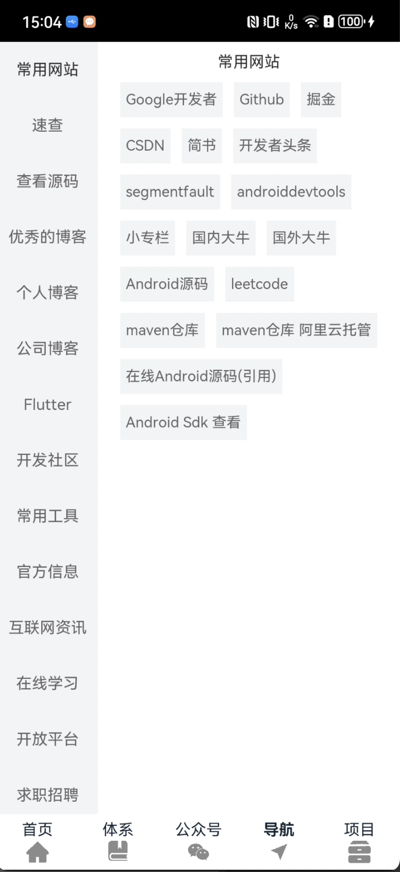 15:04 0 K/s 100
常用网站
速查
查看源码
优秀的博客
个人博客
公司博客
Flutter
开发社区
常用工具
官方信息
互联网资讯
在线学习
开放平台
求职招聘
常用网站
Google开发者 Github 掘金
CSDN 简书 开发者头条
segmentfault androiddevtools
小专栏 国内大牛 国外大牛
Android源码 leetcode
maven仓库 maven仓库 阿里云托管
在线Android源码(引用)
Android Sdk 查看
首页 体系 公众号 导航 项目